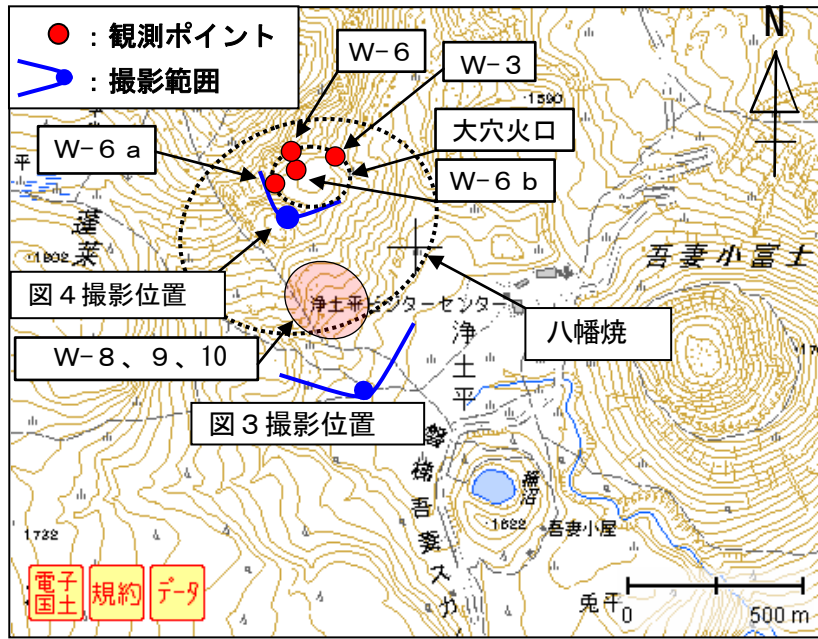 ：観測ポイント
：撮影範囲
N
W-6
W-3
・1590
大穴火口
W-6a
W-6b
平
蓬莱
・1802
吾妻小富士
図4撮影位置
浄土平ビジターセンター
八幡焼
浄土平
W-8、9、10
図3撮影位置
磐梯吾妻スカ
桶沼
・1622
吾妻小屋
・1732
電子国土
規約
データ
兎平
0
500 m